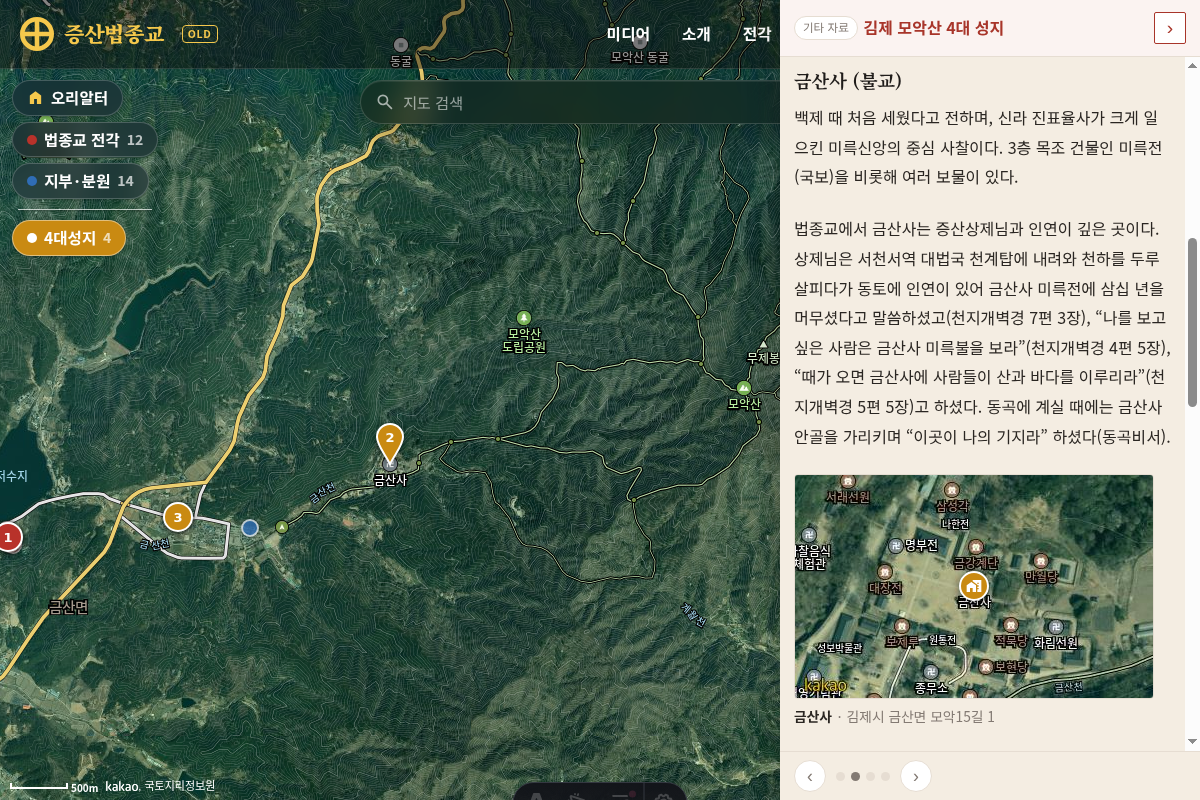 증산법종교 OLD
미디어 소개 전각
오리알터
법종교 전각 12
지부·분원 14
4대성지 4
지도 검색
동굴
모악산 동굴
모악산
도립공원
무제봉
모악산
2
금산사
금산천
3
1
금산천
저수지
금산면
계월천
500m kakao. 국토지리정보원
기타 자료 김제 모악산 4대 성지
금산사 (불교)
백제 때 처음 세웠다고 전하며, 신라 진표율사가 크게 일
으킨 미륵신앙의 중심 사찰이다. 3층 목조 건물인 미륵전
(국보)을 비롯해 여러 보물이 있다.
법종교에서 금산사는 증산상제님과 인연이 깊은 곳이다.
상제님은 서천서역 대법국 천계탑에 내려와 천하를 두루
살피다가 동토에 인연이 있어 금산사 미륵전에 삼십 년을
머무셨다고 말씀하셨고(천지개벽경 7편 3장), “나를 보고
싶은 사람은 금산사 미륵불을 보라”(천지개벽경 4편 5장),
“때가 오면 금산사에 사람들이 산과 바다를 이루리라”(천
지개벽경 5편 5장)고 하셨다. 동곡에 계실 때에는 금산사
안골을 가리키며 “이곳이 나의 기지라” 하셨다(동곡비서).
서래선원
삼성각
나한전
명부전
찰음식
체험관
금강계단
만월당
대장전
금산사
보제루
원통전
적묵당
화림선원
성보박물관
보현당
종무소
금산천
kakao
금산사 · 김제시 금산면 모악15길 1